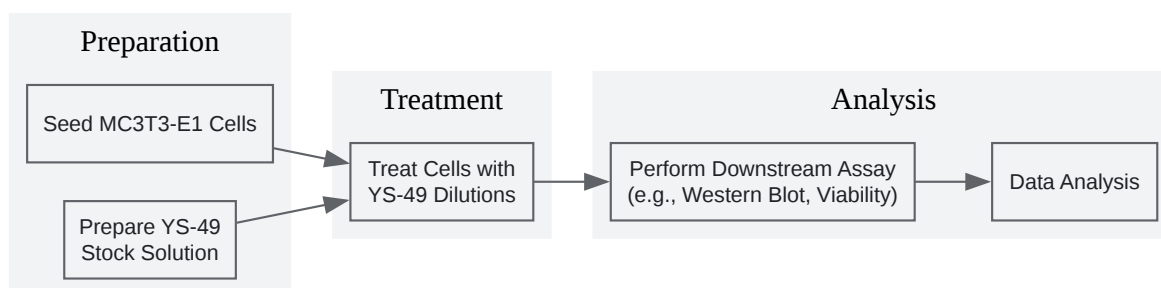 Preparation
Seed MC3T3-E1 Cells
Prepare YS-49
Stock Solution
Treatment
Treat Cells with
YS-49 Dilutions
Analysis
Perform Downstream Assay
(e.g., Western Blot, Viability)
Data Analysis